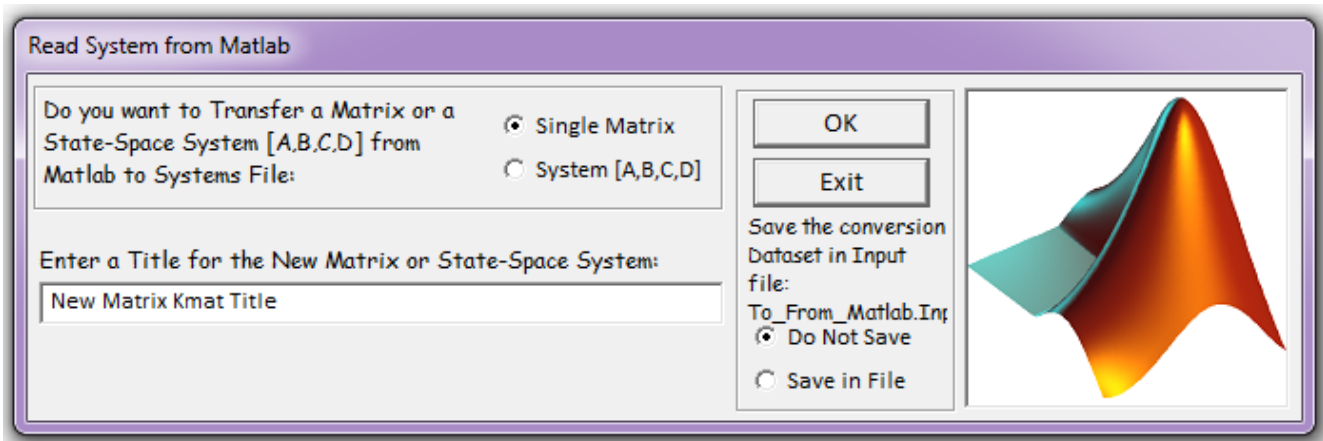 Read System from Matlab
Do you want to Transfer a Matrix or a
State-Space System [A,B,C,D] from
Matlab to Systems File:
Single Matrix
System [A,B,C,D]
Enter a Title for the New Matrix or State-Space System:
New Matrix Kmat Title
OK
Exit
Save the conversion
Dataset in Input
file:
To_From_Matlab.Inp
Do Not Save
Save in File